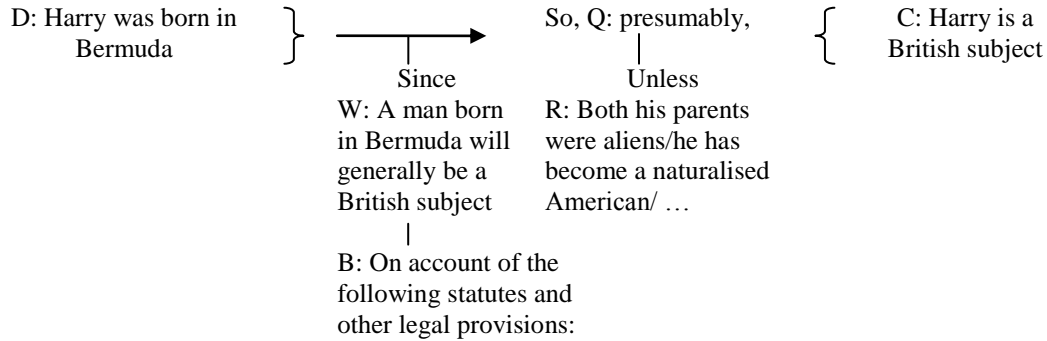 D: Harry was born in
Bermuda
So, Q: presumably,
C: Harry is a
British subject
Since
W: A man born
in Bermuda will
generally be a
British subject
Unless
R: Both his parents
were aliens/he has
become a naturalised
American/ …
B: On account of the
following statutes and
other legal provisions: